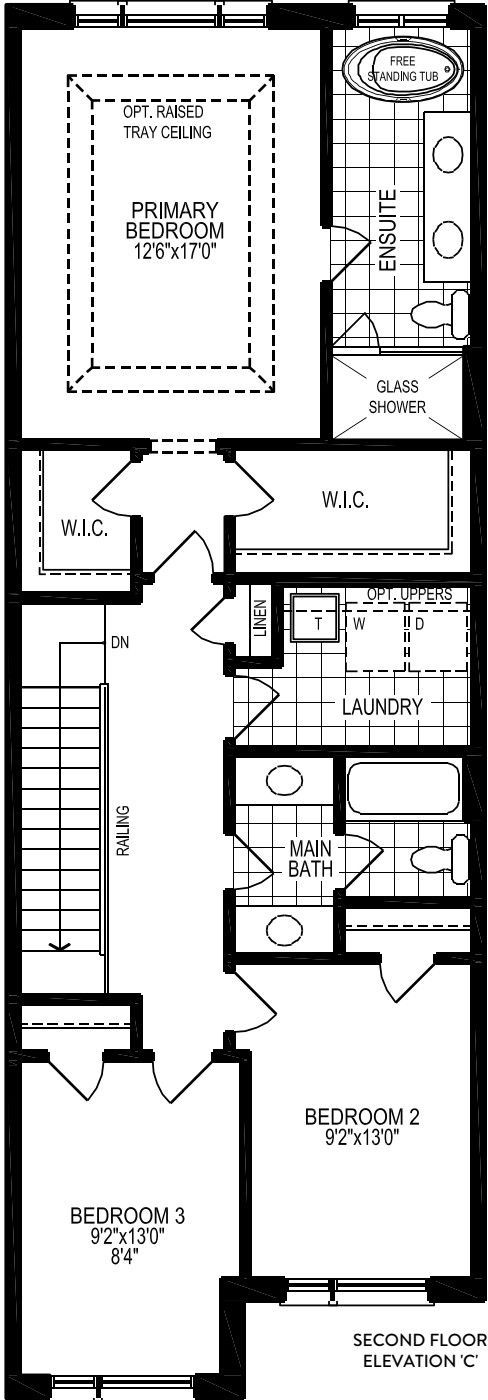 FREE
STANDING TUB
OPT. RAISED
TRAY CEILING
PRIMARY
BEDROOM
12'6"x17'0"
ENSUITE
GLASS
SHOWER
W.I.C.
W.I.C.
OPT. UPPERS
LINEN
T
W
D
DN
LAUNDRY
RAILING
MAIN
BATH
BEDROOM 2
9'2"x13'0"
BEDROOM 3
9'2"x13'0"
8'4"
SECOND FLOOR
ELEVATION 'C'